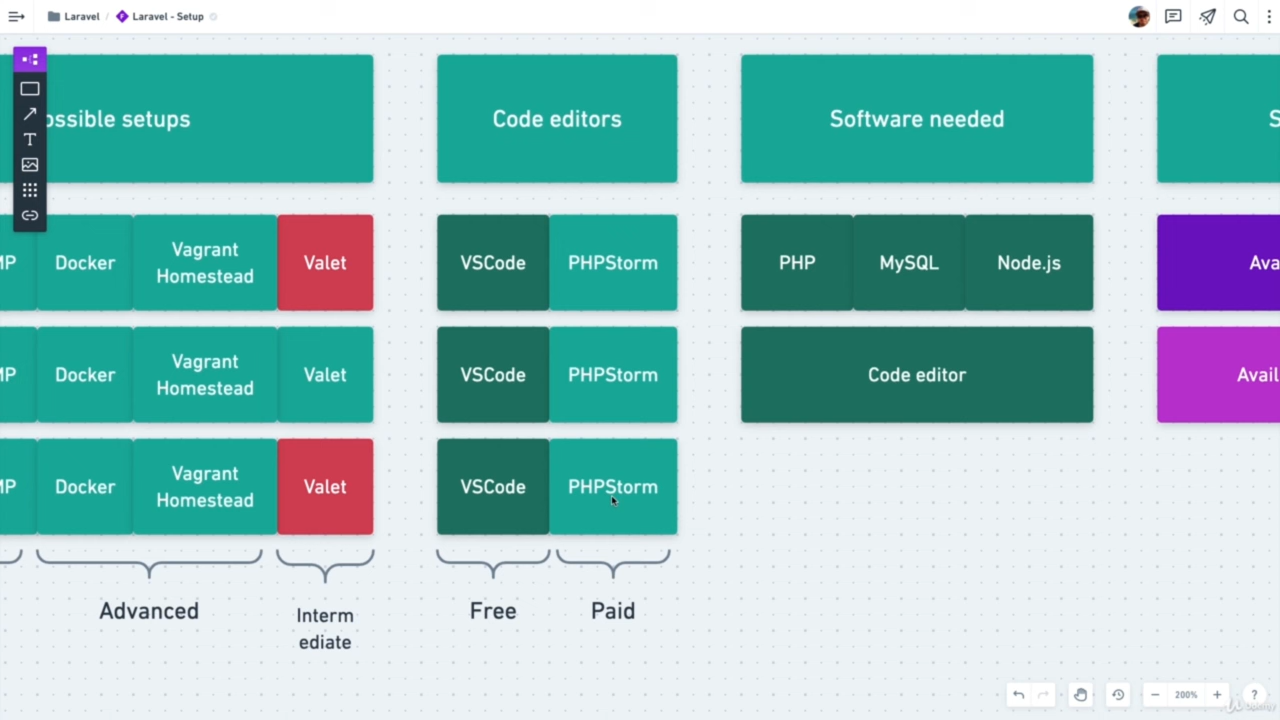 Laravel / Laravel - Setup
ossible setups
Code editors
Software needed
S
MP
Docker
Vagrant
Homestead
Valet
VSCode
PHPStorm
PHP
MySQL
Node.js
Ava
MP
Docker
Vagrant
Homestead
Valet
VSCode
PHPStorm
Code editor
Avail
MP
Docker
Vagrant
Homestead
Valet
VSCode
PHPStorm
Advanced
Interm
ediate
Free
Paid
200%
?